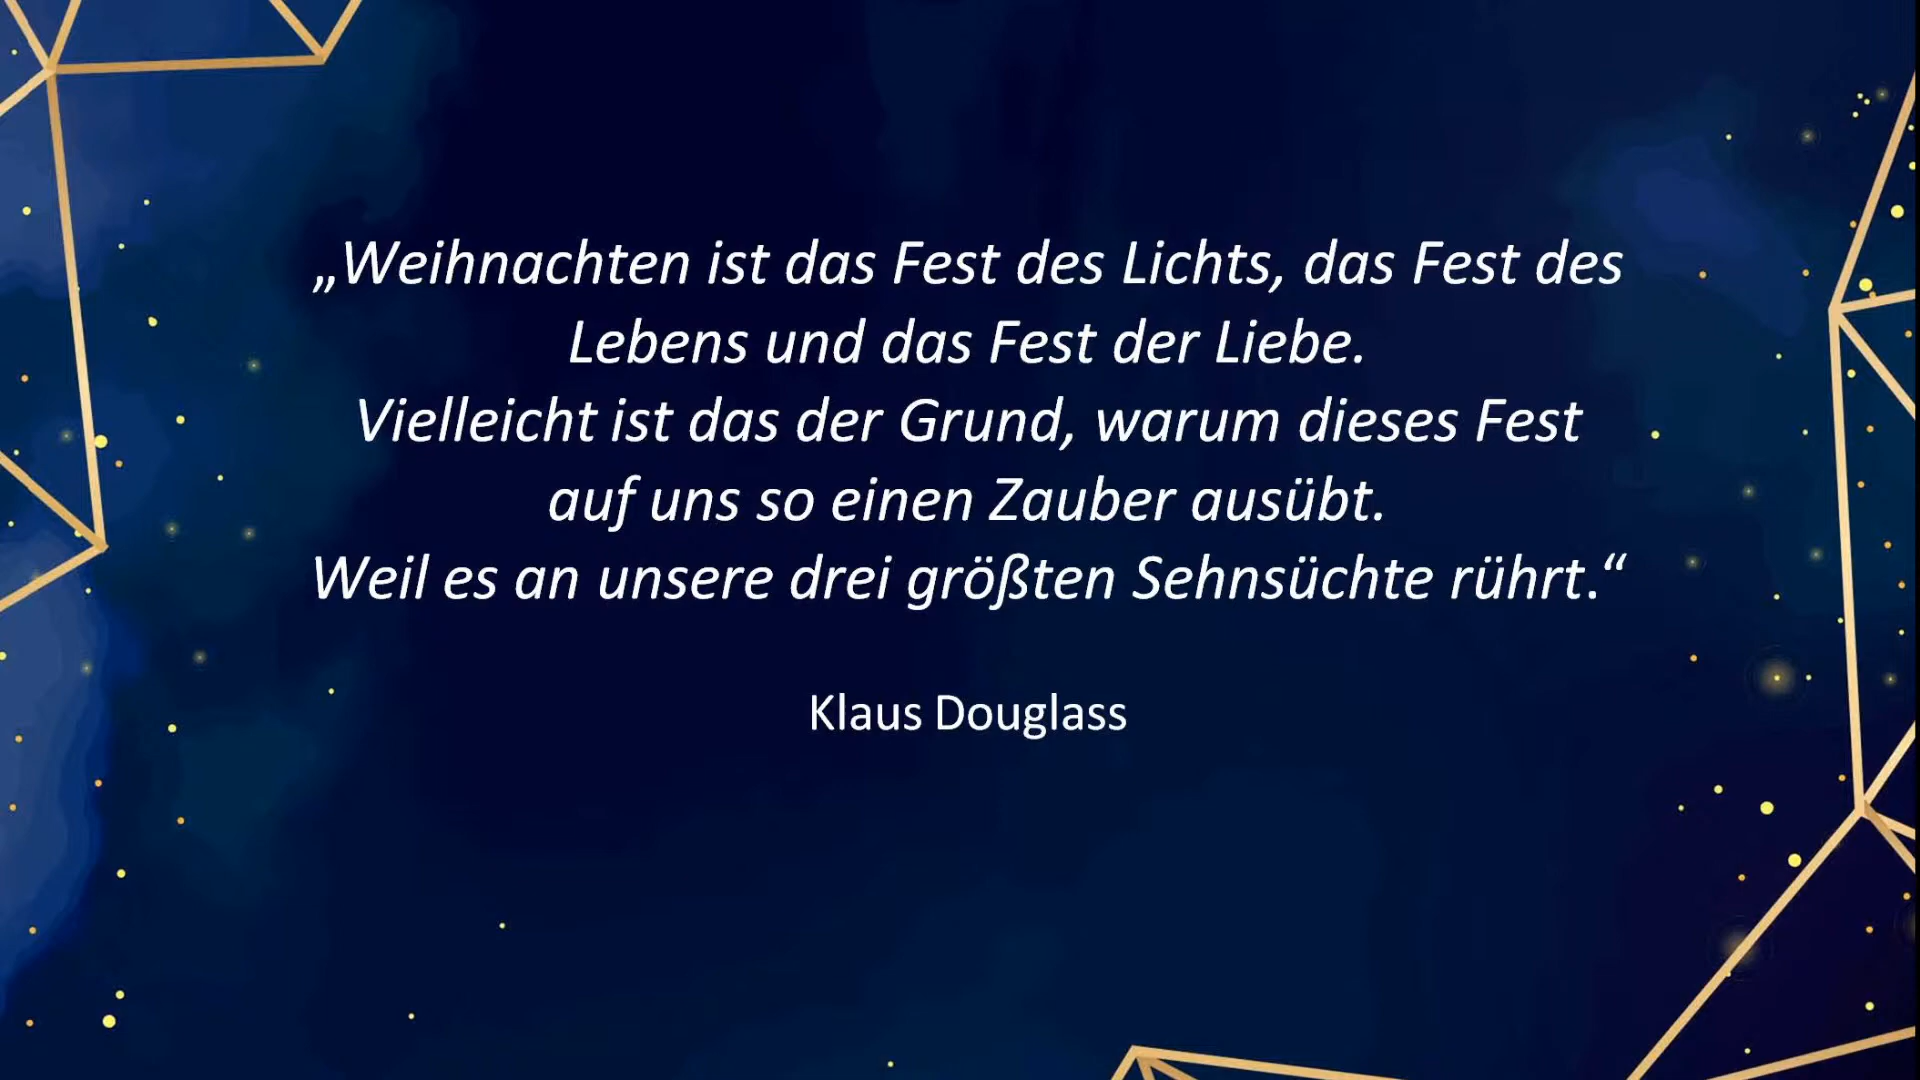 „Weihnachten ist das Fest des Lichts, das Fest des
Lebens und das Fest der Liebe.
Vielleicht ist das der Grund, warum dieses Fest
auf uns so einen Zauber ausübt.
Weil es an unsere drei größten Sehnsüchte rührt.“
Klaus Douglass